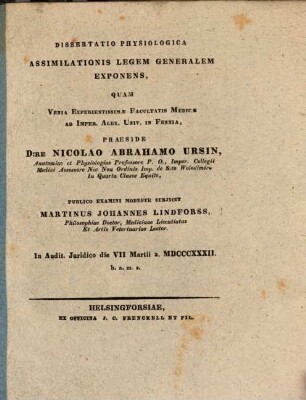 DISSERTATIO PHYSIOLOGICA
ASSIMILATIONIS LEGEM GENERALEM
EXPONENS,
QUAM
VENIA EXPERIENTISSIMÆ FACULTATIS MEDICÆ
AD IMPER. ALEX. UNIV. IN FENNIA,
PRAESIDE
D:RE NICOLAO ABRAHAMO URSIN,
Anatomiæ et Physiologiæ Professore P. O., Imper. Collegii
Medici Assessore Nec Non Ordinis Imp. de S:to Wolodimiro
In Quarta Classe Equite,
PUBLICO EXAMINI MODESTE SUBJICIT
MARTINUS JOHANNES LINDFORSS,
Philosophiæ Doctor, Medicinæ Licentiatus
Et Artis Veterinariæ Lector.
In Audit. Juridico die VII Martii a. MDCCCXXXII.
h. a. m. s.
HELSINGFORSIAE,
EX OFFICINA J. C. FRENCKELL ET FIL.